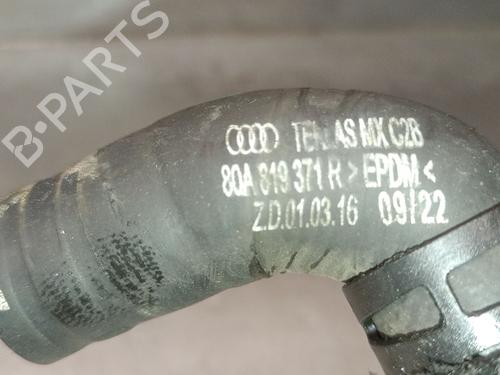 TEKLAS MX C2B
80A 819 371 R >EPDM<
Z.D.01.03.16 09/22
B-PARTS